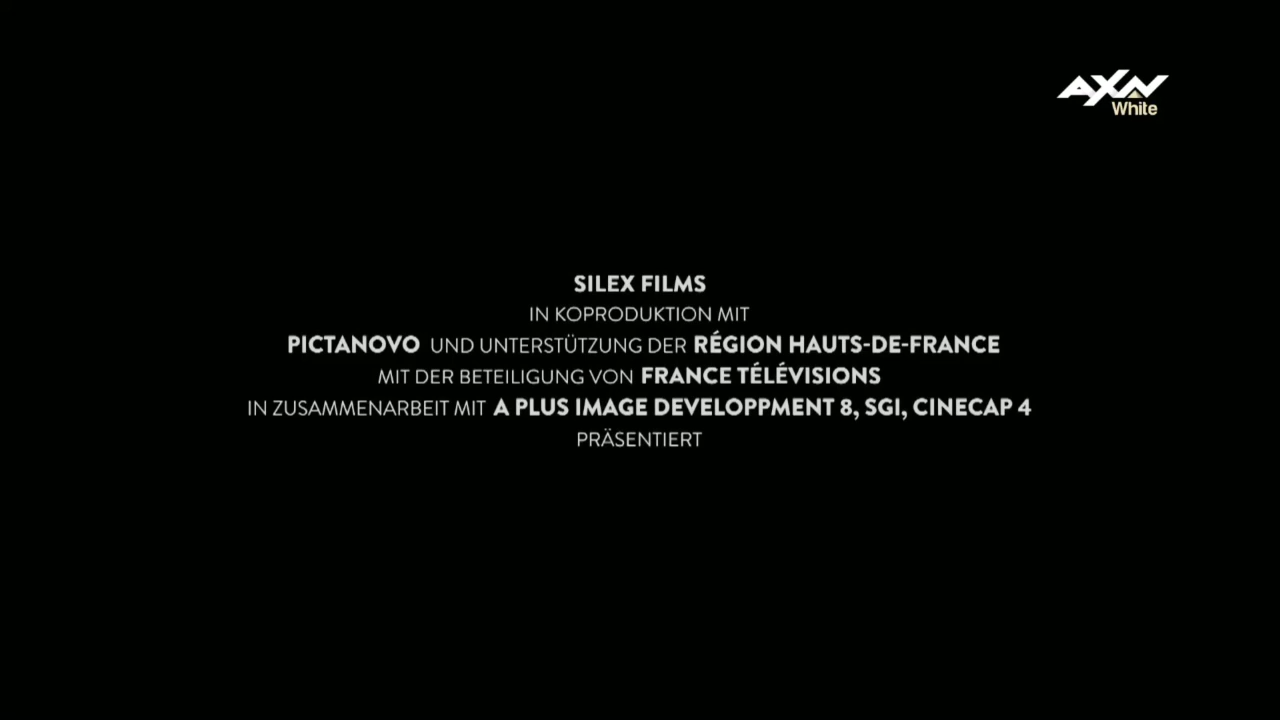 AXN
White
SILEX FILMS
IN KOPRODUKTION MIT
PICTANOVO UND UNTERSTÜTZUNG DER RÉGION HAUTS-DE-FRANCE
MIT DER BETEILIGUNG VON FRANCE TÉLÉVISIONS
IN ZUSAMMENARBEIT MIT A PLUS IMAGE DEVELOPPMENT 8, SGI, CINECAP 4
PRÄSENTIERT